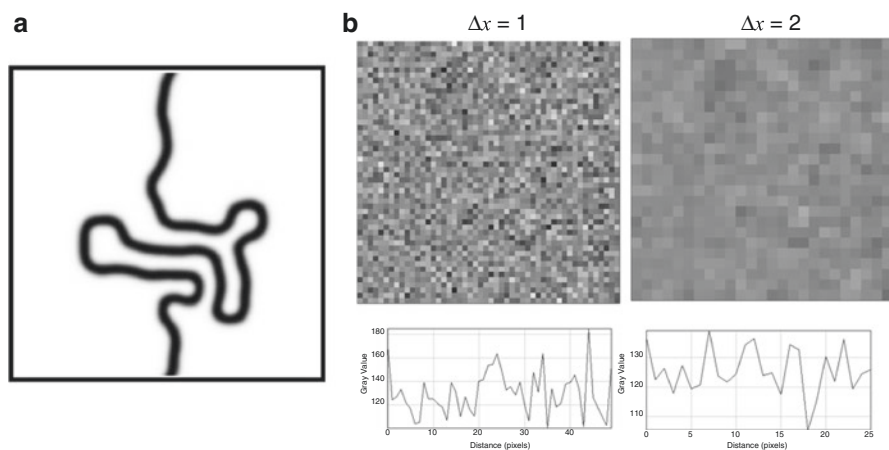 a
b
Δx = 1
Δx = 2
Gray Value
180
160
140
120
0
10
20
30
40
Distance (pixels)
Gray Value
130
120
110
0
5
10
15
20
25
Distance (pixels)